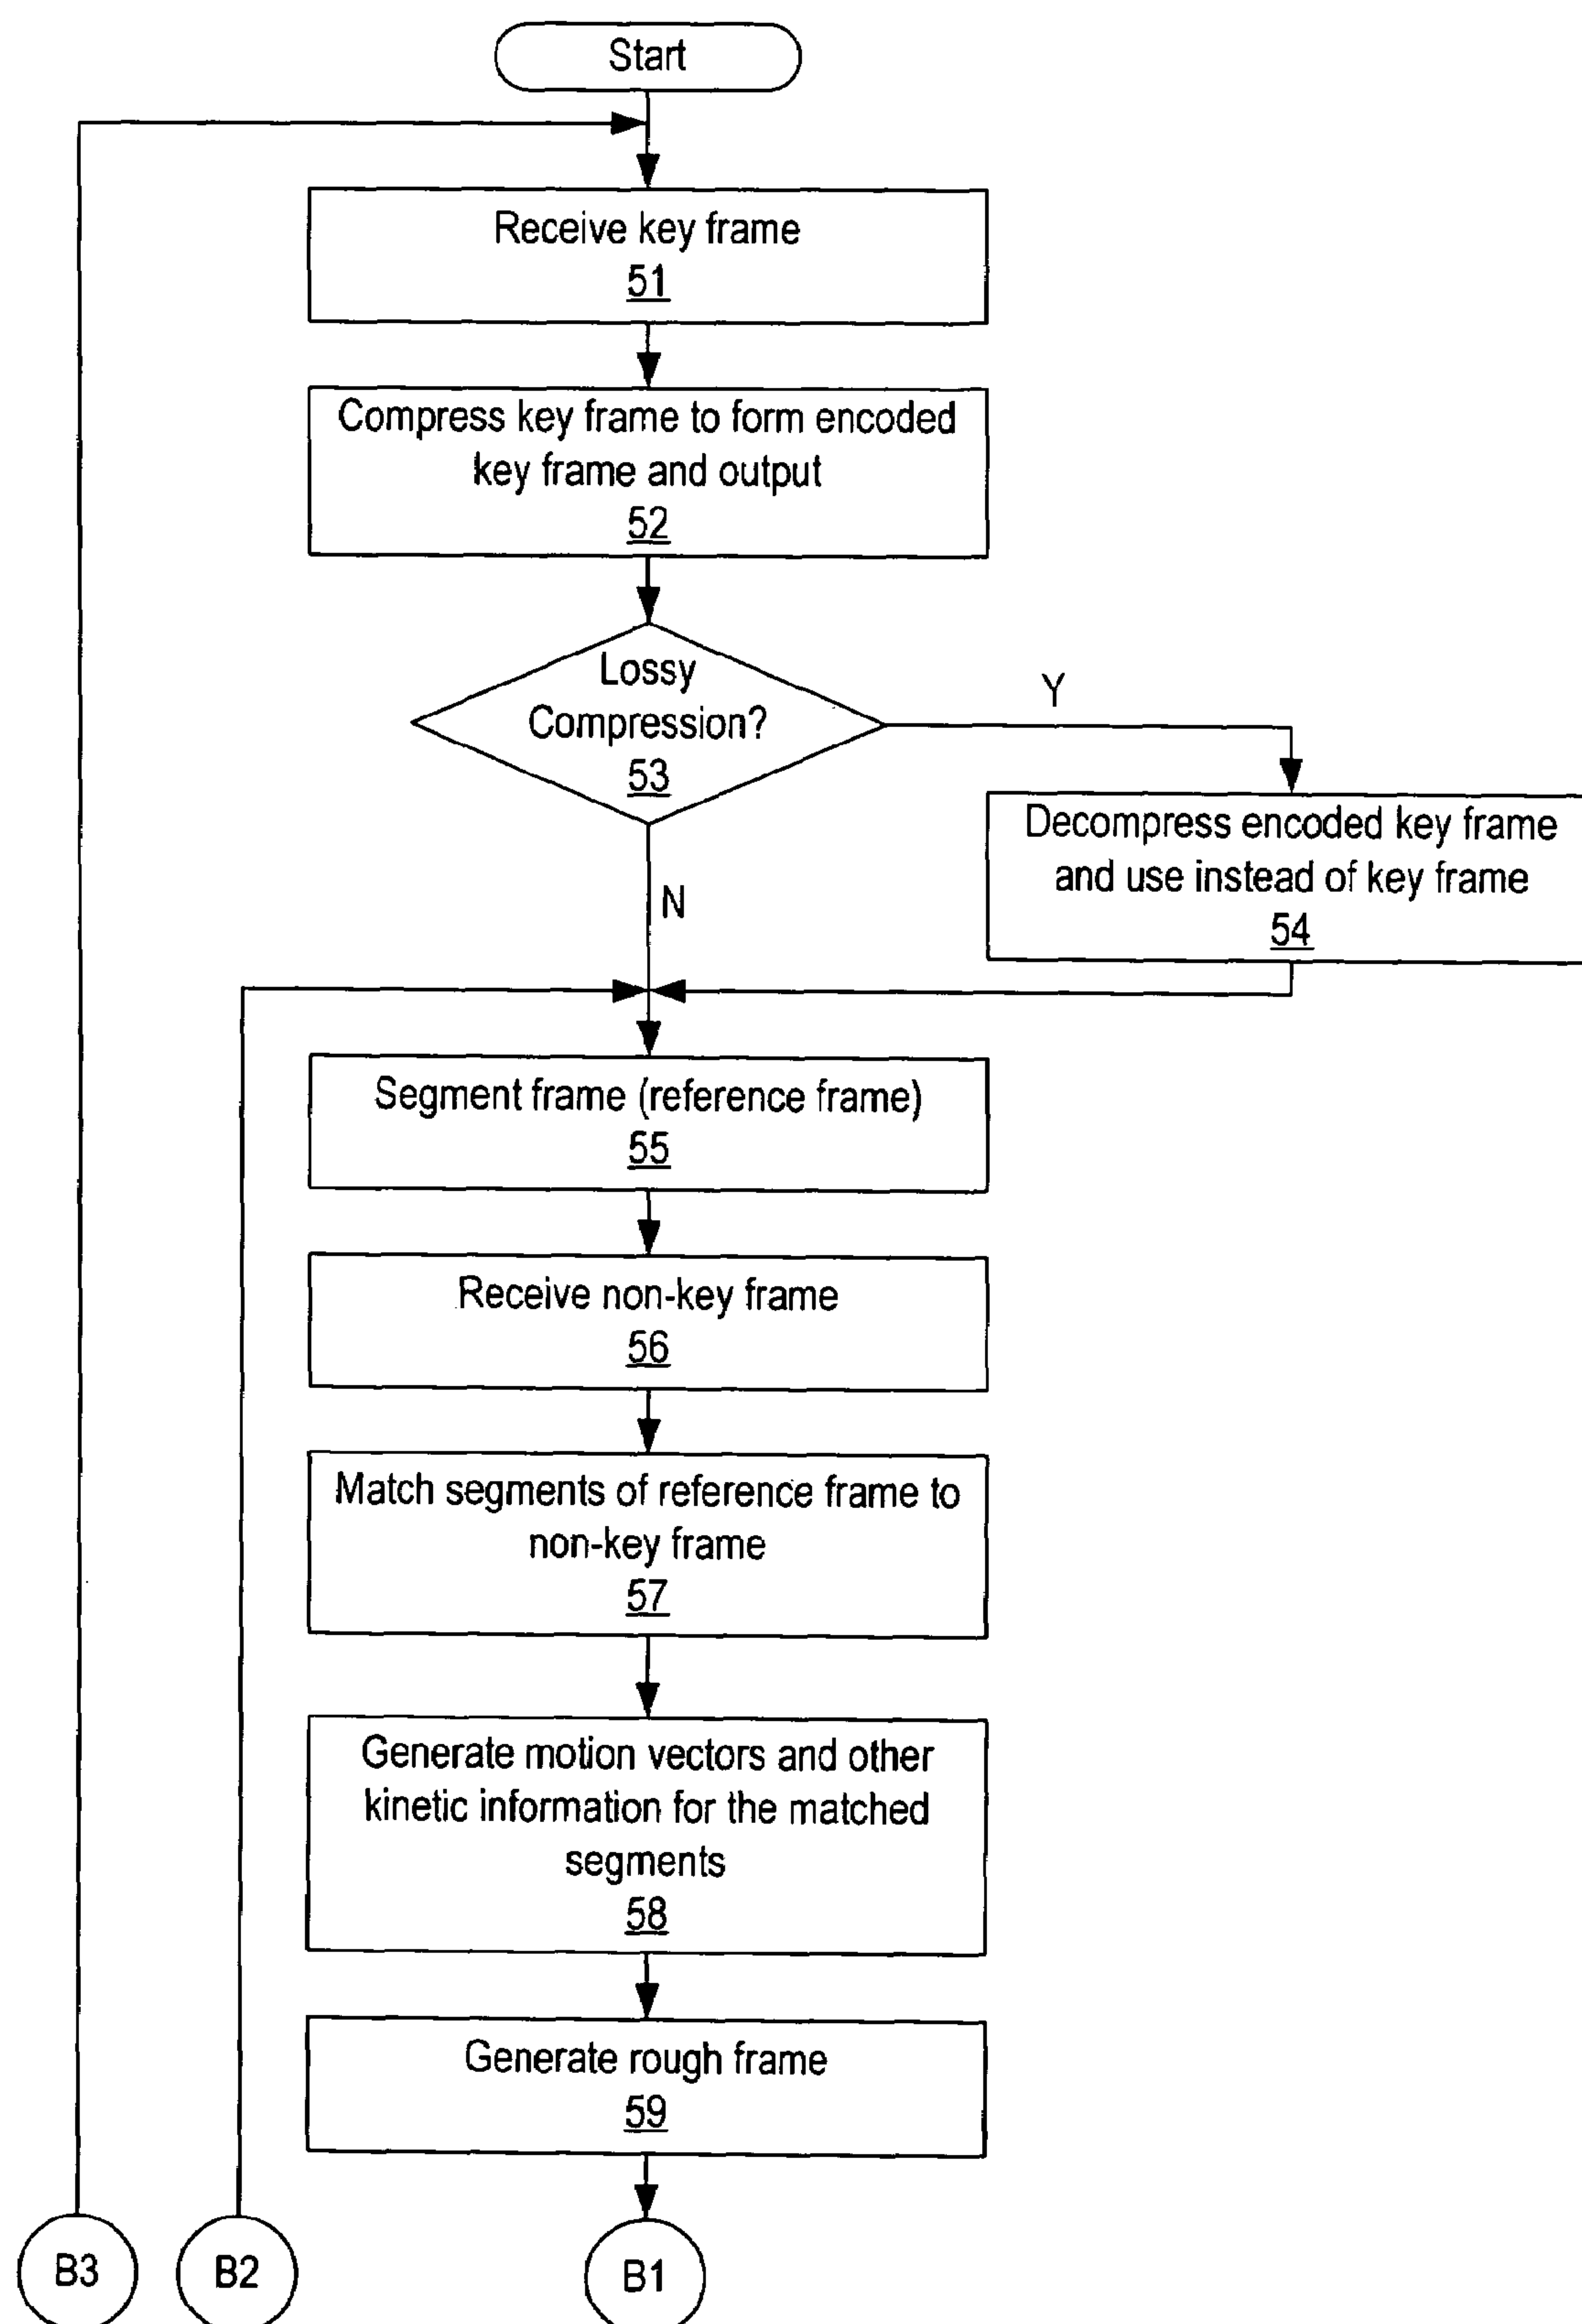 Start
Receive key frame
51
Compress key frame to form encoded
key frame and output
52
Lossy
Compression?
53
Y
Decompress encoded key frame
and use instead of key frame
54
N
Segment frame (reference frame)
55
Receive non-key frame
56
Match segments of reference frame to
non-key frame
57
Generate motion vectors and other
kinetic information for the matched
segments
58
Generate rough frame
59
B3
B2
B1